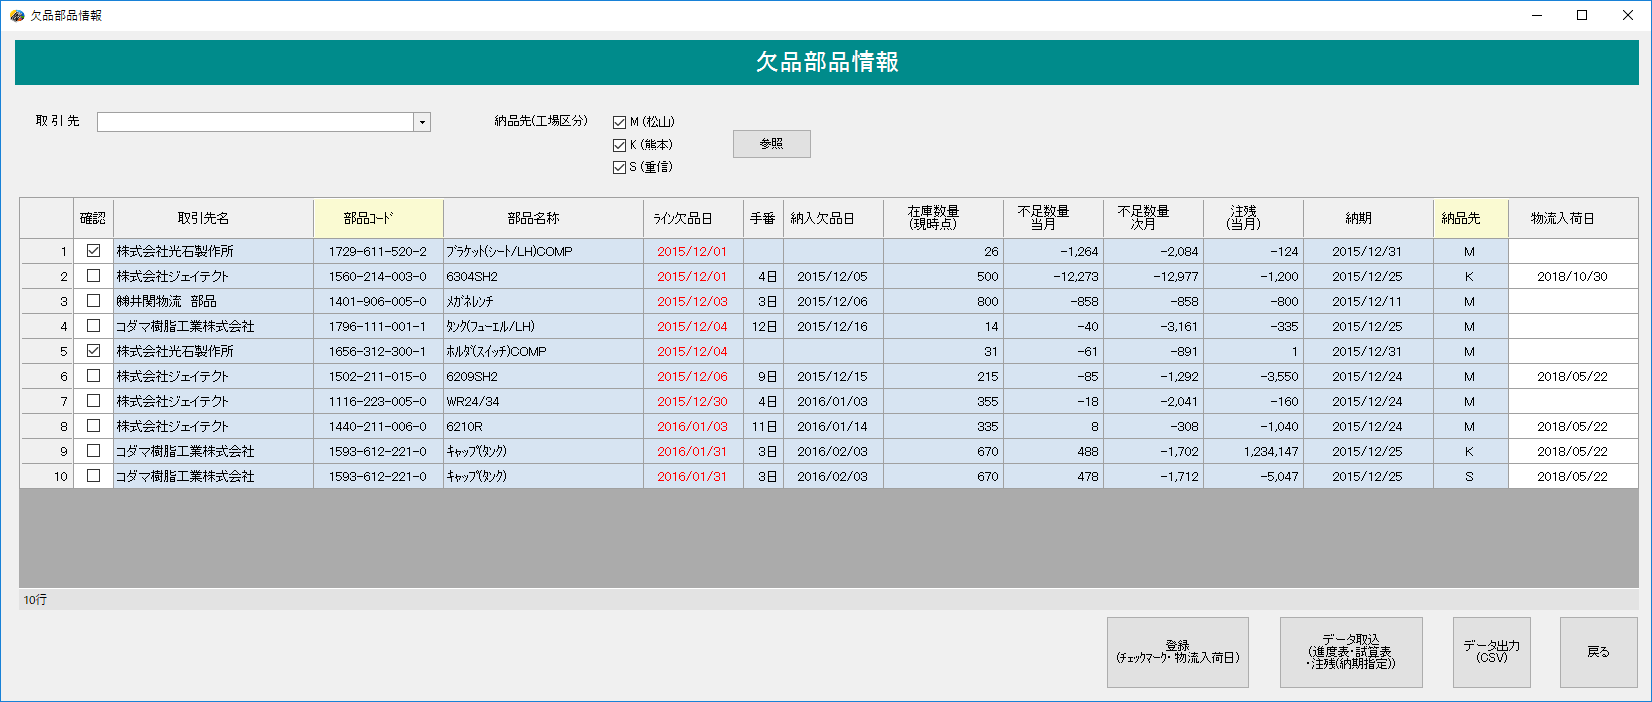 欠品部品情報
欠品部品情報
取 引 先 納品先(工場区分) M (松山)
K (熊本)
S (重信)
参照
確認 取引先名 部品ｺｰﾄﾞ 部品名称 ﾗｲﾝ欠品日 手番 納入欠品日 在庫数量(現時点) 不足数量 当月 不足数量 次月 注残(当月) 納期 納品先 物流入荷日
1 株式会社光石製作所 1729-611-520-2 ﾌﾞﾗｹｯﾄ(ｼｰﾄ/LH)COMP 2015/12/01 26 -1,264 -2,084 -124 2015/12/31 M
2 株式会社ジェイテクト 1560-214-003-0 6304SH2 2015/12/01 4日 2015/12/05 500 -12,273 -12,977 -1,200 2015/12/25 K 2018/10/30
3 ㈱井関物流　部品 1401-906-005-0 ﾒｶﾞﾈﾚﾝﾁ 2015/12/03 3日 2015/12/06 800 -858 -858 -800 2015/12/11 M
4 コダマ樹脂工業株式会社 1796-111-001-1 ﾀﾝｸ(ﾌｭｰｴﾙ/LH) 2015/12/04 12日 2015/12/16 14 -40 -3,161 -335 2015/12/25 M
5 株式会社光石製作所 1656-312-300-1 ﾎﾙﾀﾞ(ｽｲｯﾁ)COMP 2015/12/04 31 -61 -891 1 2015/12/31 M
6 株式会社ジェイテクト 1502-211-015-0 6209SH2 2015/12/06 9日 2015/12/15 215 -85 -1,292 -3,550 2015/12/24 M 2018/05/22
7 株式会社ジェイテクト 1116-223-005-0 WR24/34 2015/12/30 4日 2016/01/03 355 -18 -2,041 -160 2015/12/24 M
8 株式会社ジェイテクト 1440-211-006-0 6210R 2016/01/03 11日 2016/01/14 335 8 -308 -1,040 2015/12/24 M 2018/05/22
9 コダマ樹脂工業株式会社 1593-612-221-0 ｷｬｯﾌﾟ(ﾀﾝｸ) 2016/01/31 3日 2016/02/03 670 488 -1,702 1,234,147 2015/12/25 K 2018/05/22
10 コダマ樹脂工業株式会社 1593-612-221-0 ｷｬｯﾌﾟ(ﾀﾝｸ) 2016/01/31 3日 2016/02/03 670 478 -1,712 -5,047 2015/12/25 S 2018/05/22
10行
登録
(ﾁｪｯｸﾏｰｸ･物流入荷日)
データ取込
(進度表･試算表
･注残(納期指定))
データ出力
(CSV)
戻る